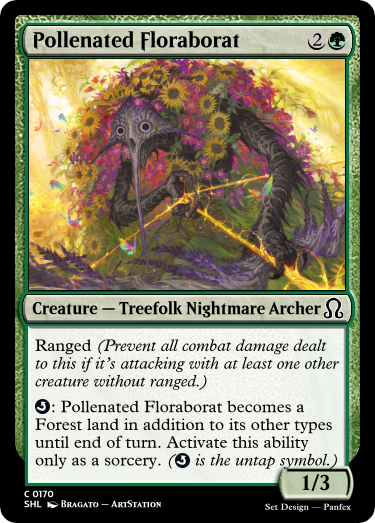 Pollenated Floraborat 2
Creature — Treefolk Nightmare Archer
Ranged (Prevent all combat damage dealt
to this if it's attacking with at least one other
creature without ranged.)
: Pollenated Floraborat becomes a
Forest land in addition to its other types
until end of turn. Activate this ability
only as a sorcery. ( is the untap symbol.)
1/3
C 0170
SHL Bragato — ArtStation
Set Design — Panfex